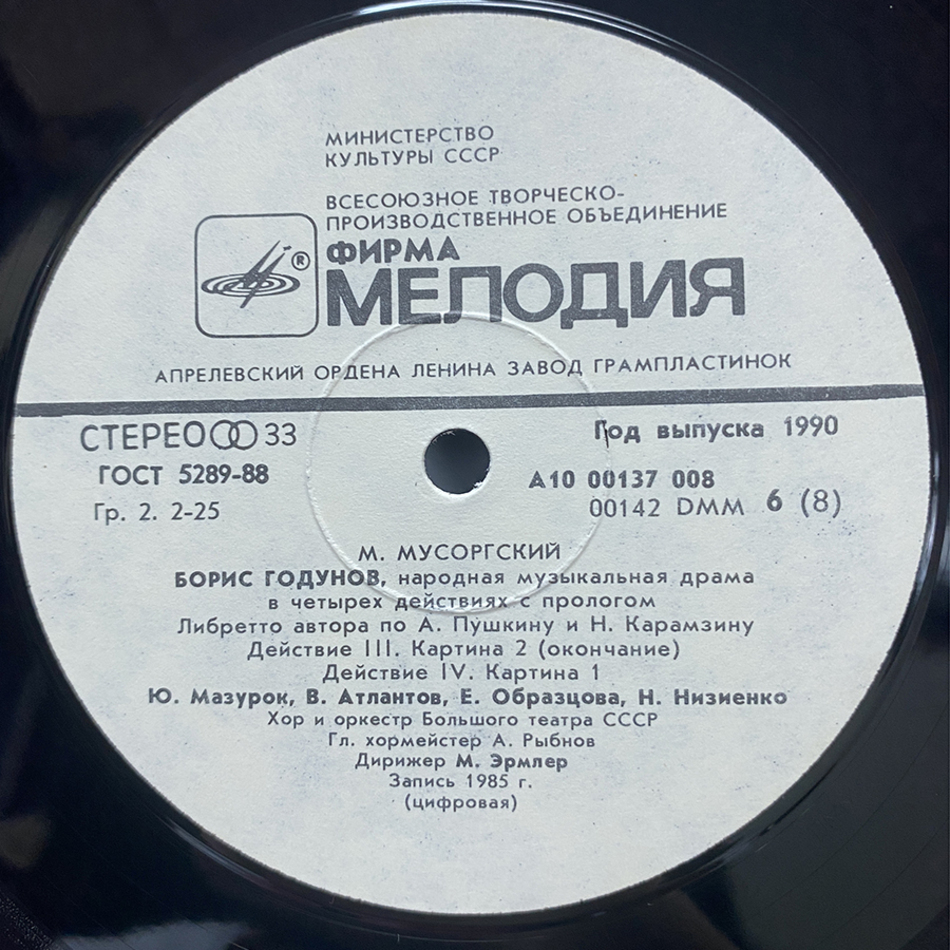 МИНИСТЕРСТВО
КУЛЬТУРЫ СССР
ВСЕСОЮЗНОЕ ТВОРЧЕСКО-
ПРОИЗВОДСТВЕННОЕ ОБЪЕДИНЕНИЕ
ФИРМА
МЕЛОДИЯ
®
АПРЕЛЕВСКИЙ ОРДЕНА ЛЕНИНА ЗАВОД ГРАМПЛАСТИНОК
СТЕРЕО 33
Год выпуска 1990
ГОСТ 5289-88
А10 00137 008
Гр. 2. 2-25
00142 DMM 6 (8)
М. МУСОРГСКИЙ
БОРИС ГОДУНОВ, народная музыкальная драма
в четырех действиях с прологом
Либретто автора по А. Пушкину и Н. Карамзину
Действие III. Картина 2 (окончание)
Действие IV. Картина 1
Ю. Мазурок, В. Атлантов, Е. Образцова, Н. Низиенко
Хор и оркестр Большого театра СССР
Гл. хормейстер А. Рыбнов
Дирижер М. Эрмлер
Запись 1985 г.
(цифровая)